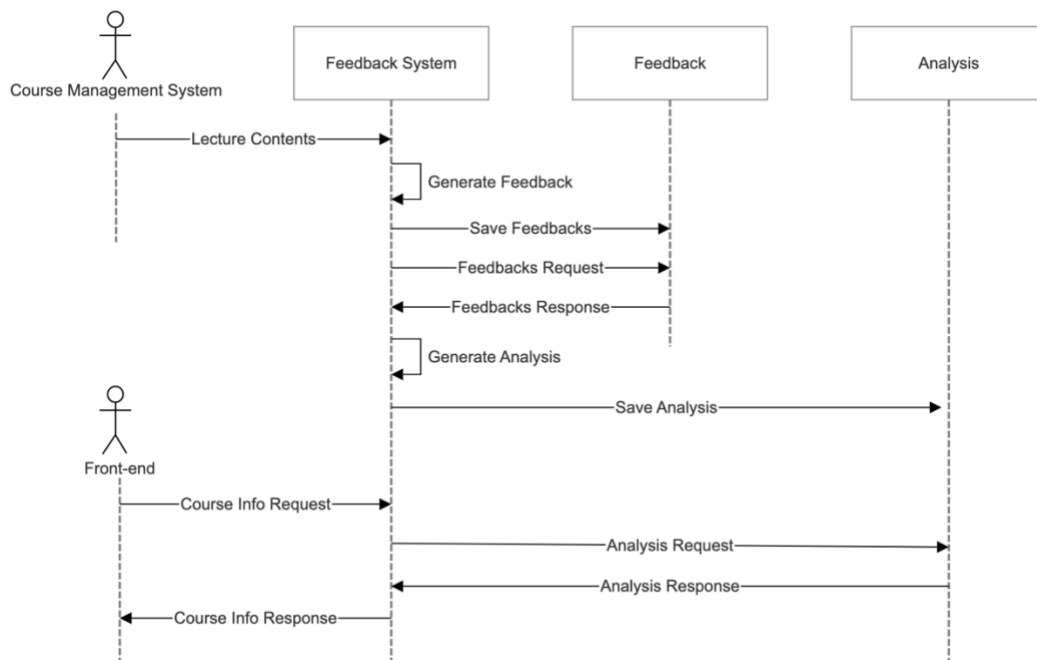 Course Management System
Feedback System
Feedback
Analysis
Lecture Contents
Generate Feedback
Save Feedbacks
Feedbacks Request
Feedbacks Response
Generate Analysis
Save Analysis
Front-end
Course Info Request
Analysis Request
Analysis Response
Course Info Response